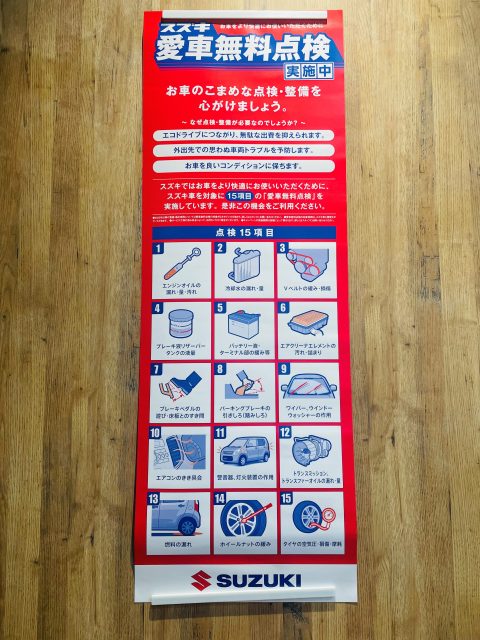 スズキ お車をより快適にお使いいただくために
愛車無料点検
実施中
お車のこまめな点検・整備を
心がけましょう。
～ なぜ点検・整備が必要なのでしょうか？ ～
エコドライブにつながり、無駄な出費を抑えられます。
外出先での思わぬ車両トラブルを予防します。
お車を良いコンディションに保ちます。
スズキではお車をより快適にお使いいただくために、
スズキ車を対象に 15項目 の「愛車無料点検」を
実施しています。是非この機会をご利用ください。
点検15項目
1
エンジンオイルの
漏れ・量・汚れ
2
冷却水の漏れ・量
3
Vベルトの緩み・損傷
4
ブレーキ液リザーバー
タンクの液量
5
バッテリー液・
ターミナル部の緩み等
6
エアクリーナエレメントの
汚れ・詰まり
7
ブレーキペダルの
遊び・床板とのすき間
8
パーキングブレーキの
引きしろ(踏みしろ)
9
ワイパー、ウインドー
ウォッシャーの作用
10
エアコンのきき具合
11
警音器、灯火装置の作用
12
トランスミッション、
トランスファーオイルの漏れ・量
13
燃料の漏れ
14
ホイールナットの緩み
15
タイヤの空気圧・損傷・摩耗
SUZUKI